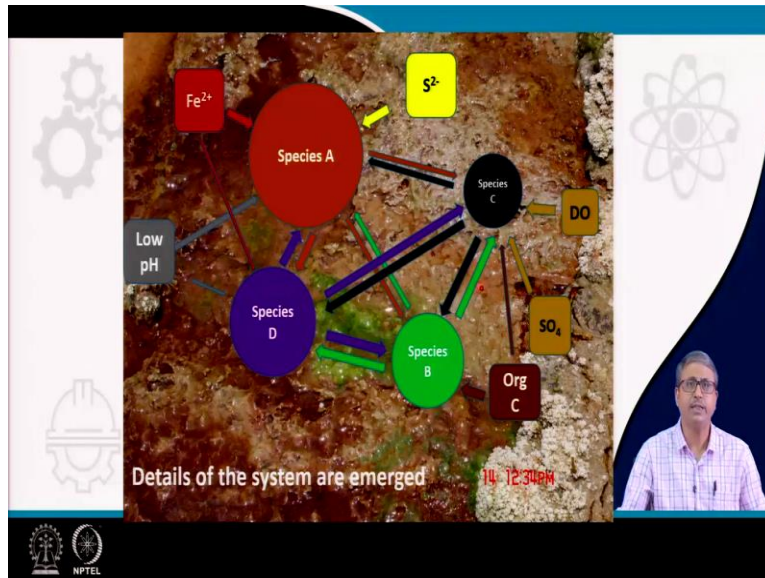 Fe²⁺
S²⁻
Species A
Species
C
DO
Low
pH
Species
D
Species
B
SO₄
Org
C
Details of the system are emerged
14 12:34PM
NPTEL